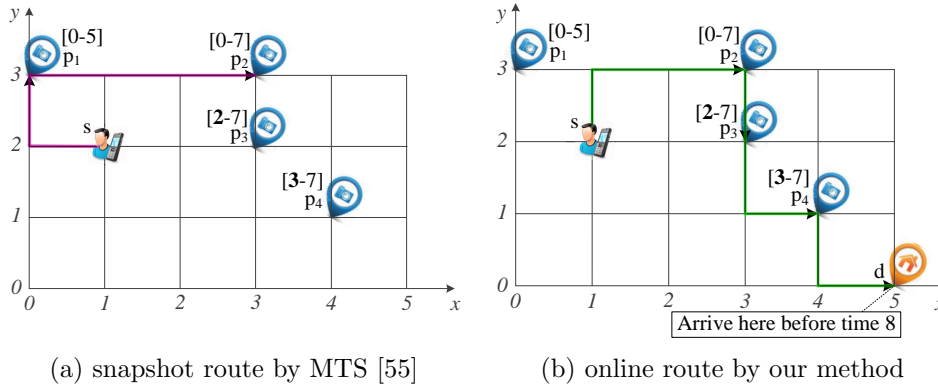 y
[0-5]
p1
[0-7]
p2
3
s
[2-7]
p3
2
[3-7]
p4
1
0
0 1 2 3 4 5 x
(a) snapshot route by MTS [55]
y
[0-5]
p1
[0-7]
p2
3
s
[2-7]
p3
2
[3-7]
p4
1
d
0
0 1 2 3 4 5 x
Arrive here before time 8
(b) online route by our method